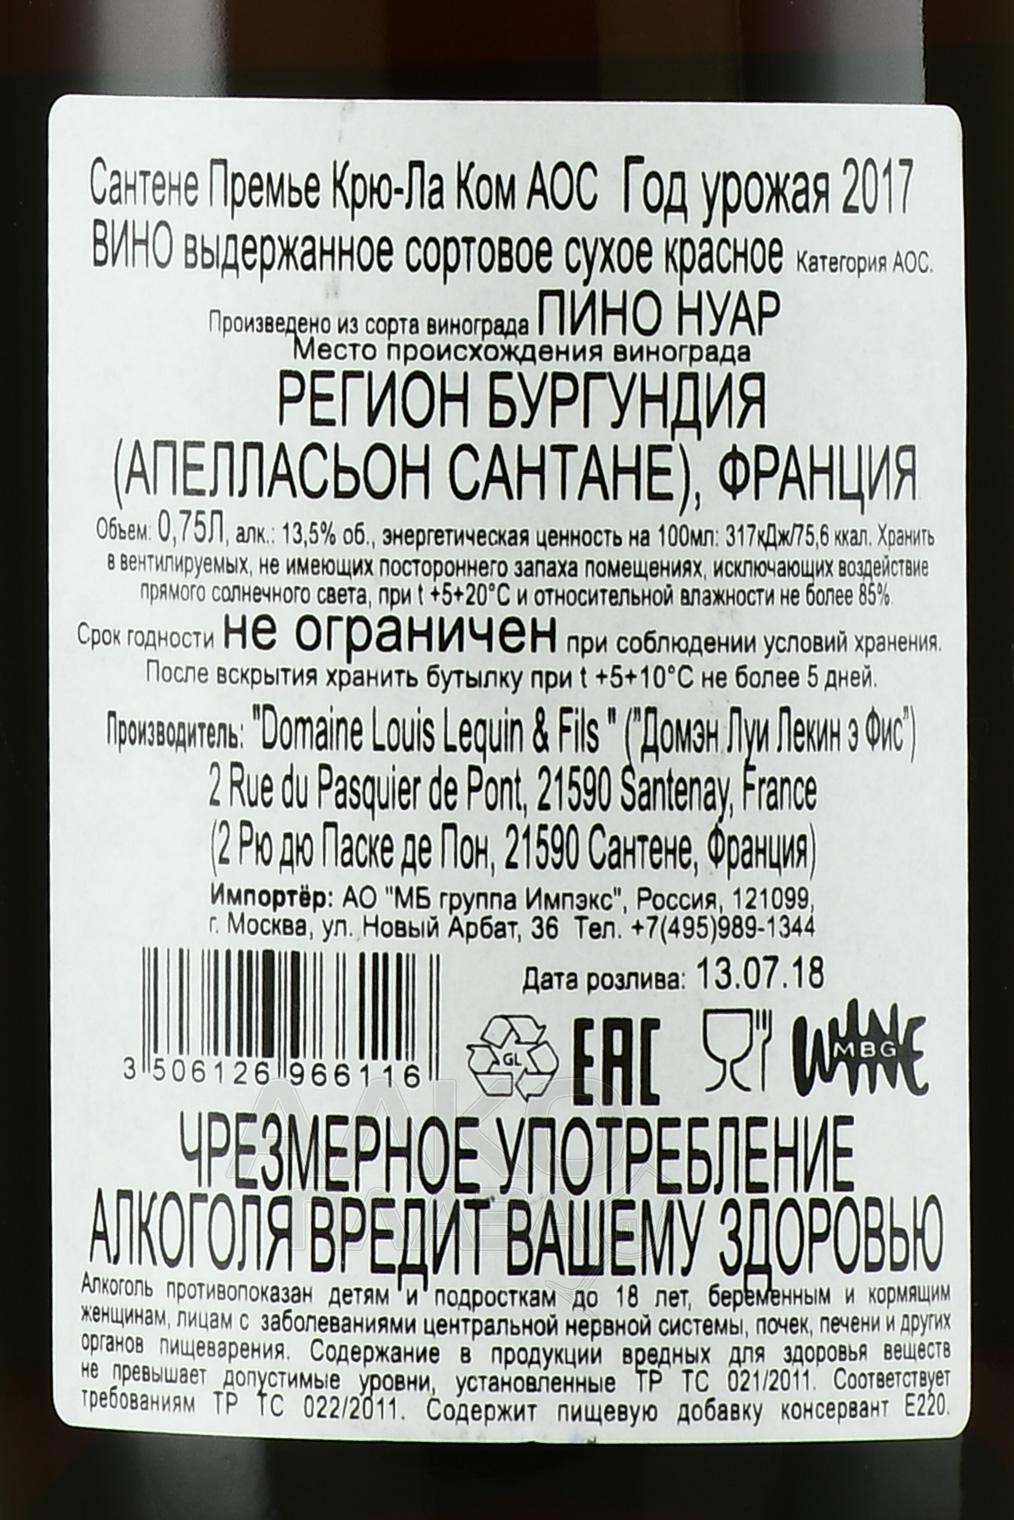 Сантене Премье Крю-Ла Ком АОС Год урожая 2017
ВИНО выдержанное сортовое сухое красное Категория АОС.
Произведено из сорта винограда ПИНО НУАР
Место происхождения винограда
РЕГИОН БУРГУНДИЯ
(АПЕЛЛАСЬОН САНТАНЕ), ФРАНЦИЯ
Объем: 0,75Л, алк.: 13,5% об., энергетическая ценность на 100мл: 317кДж/75,6 ккал. Хранить
в вентилируемых, не имеющих постороннего запаха помещениях, исключающих воздействие
прямого солнечного света, при t +5+20°С и относительной влажности не более 85%.
Срок годности не ограничен при соблюдении условий хранения.
После вскрытия хранить бутылку при t +5+10°С не более 5 дней.
Производитель: "Domaine Louis Lequin & Fils " ("Домэн Луи Лекин э Фис")
2 Rue du Pasquier de Pont, 21590 Santenay, France
(2 Рю дю Паске де Пон, 21590 Сантене, Франция)
Импортёр: АО "МБ группа Импэкс", Россия, 121099,
г. Москва, ул. Новый Арбат, 36 Тел. +7(495)989-1344
Дата розлива: 13.07.18
3 506126 966116
GL
EAC
WINE
MBG
ЧРЕЗМЕРНОЕ УПОТРЕБЛЕНИЕ
АЛКОГОЛЯ ВРЕДИТ ВАШЕМУ ЗДОРОВЬЮ
Алкоголь противопоказан детям и подросткам до 18 лет, беременным и кормящим
женщинам, лицам с заболеваниями центральной нервной системы, почек, печени и других
органов пищеварения. Содержание в продукции вредных для здоровья веществ
не превышает допустимые уровни, установленные ТР ТС 021/2011. Соответствует
требованиям ТР ТС 022/2011. Содержит пищевую добавку консервант Е220.